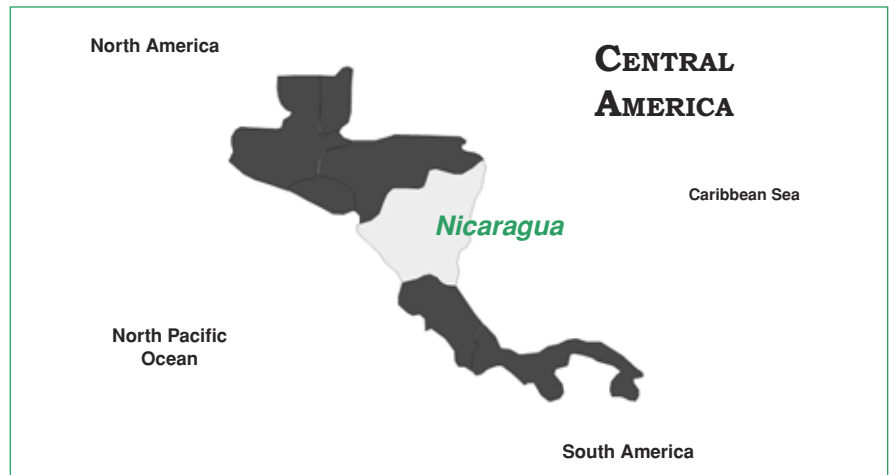 North America
CENTRAL
AMERICA
Caribbean Sea
Nicaragua
North Pacific
Ocean
South America